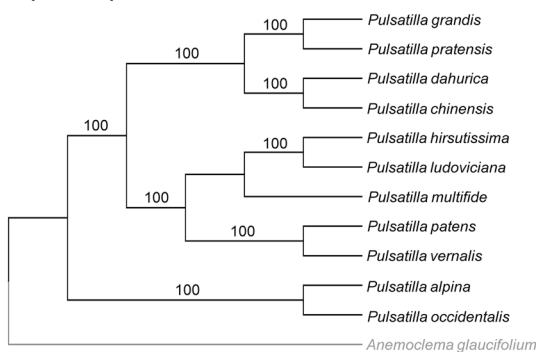 100 Pulsatilla grandis
100 Pulsatilla pratensis
100 Pulsatilla dahurica
Pulsatilla chinensis
100
100 Pulsatilla hirsutissima
Pulsatilla ludoviciana
100 Pulsatilla multifide
100 Pulsatilla patens
Pulsatilla vernalis
100 Pulsatilla alpina
Pulsatilla occidentalis
Anemoclema glaucifolium